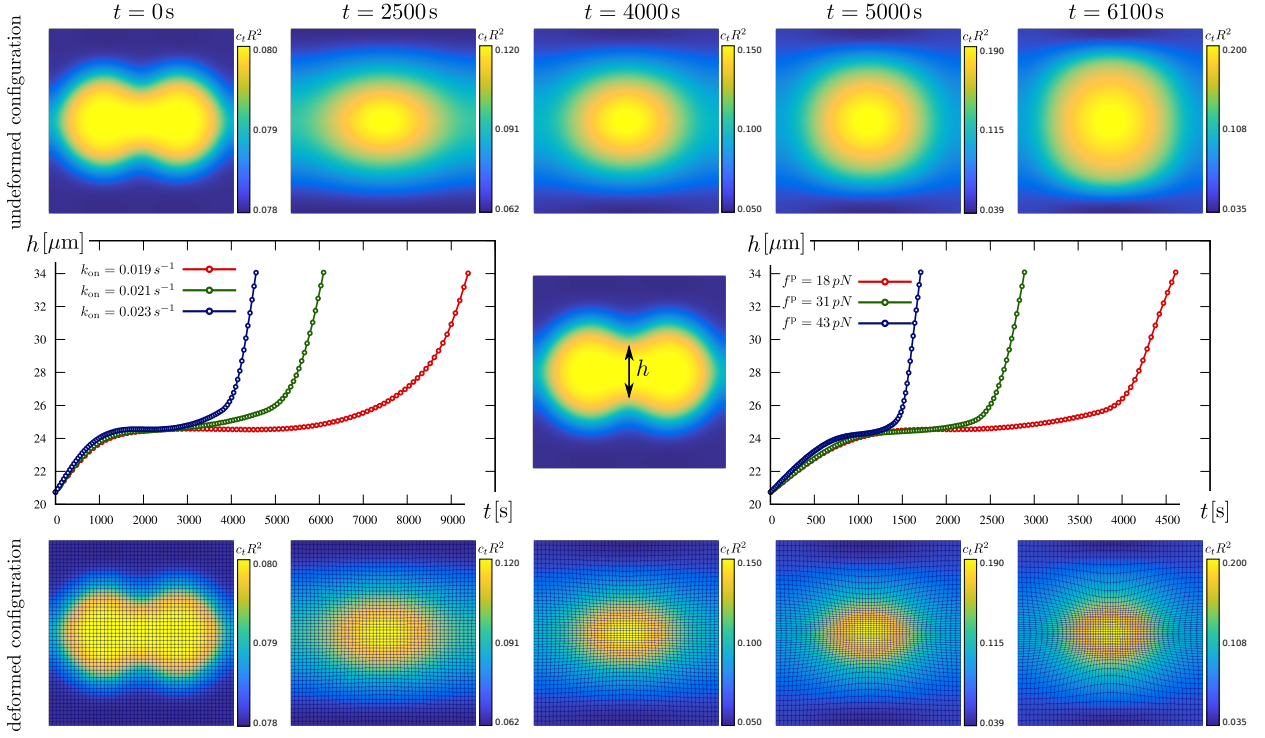 t = 0 s
t = 2500 s
t = 4000 s
t = 5000 s
t = 6100 s
undeformed configuration
c_t R^2
0.080
0.079
0.078
c_t R^2
0.120
0.091
0.062
c_t R^2
0.150
0.100
0.050
c_t R^2
0.190
0.115
0.039
c_t R^2
0.200
0.108
0.035
h [μm]
k_on = 0.019 s^−1
k_on = 0.021 s^−1
k_on = 0.023 s^−1
34
32
30
28
26
24
22
20
0 1000 2000 3000 4000 5000 6000 7000 8000 9000
t [s]
h
h [μm]
f^p = 18 pN
f^p = 31 pN
f^p = 43 pN
34
32
30
28
26
24
22
20
0 500 1000 1500 2000 2500 3000 3500 4000 4500
t [s]
deformed configuration
c_t R^2
0.080
0.079
0.078
c_t R^2
0.120
0.091
0.062
c_t R^2
0.150
0.100
0.050
c_t R^2
0.190
0.115
0.039
c_t R^2
0.200
0.108
0.035